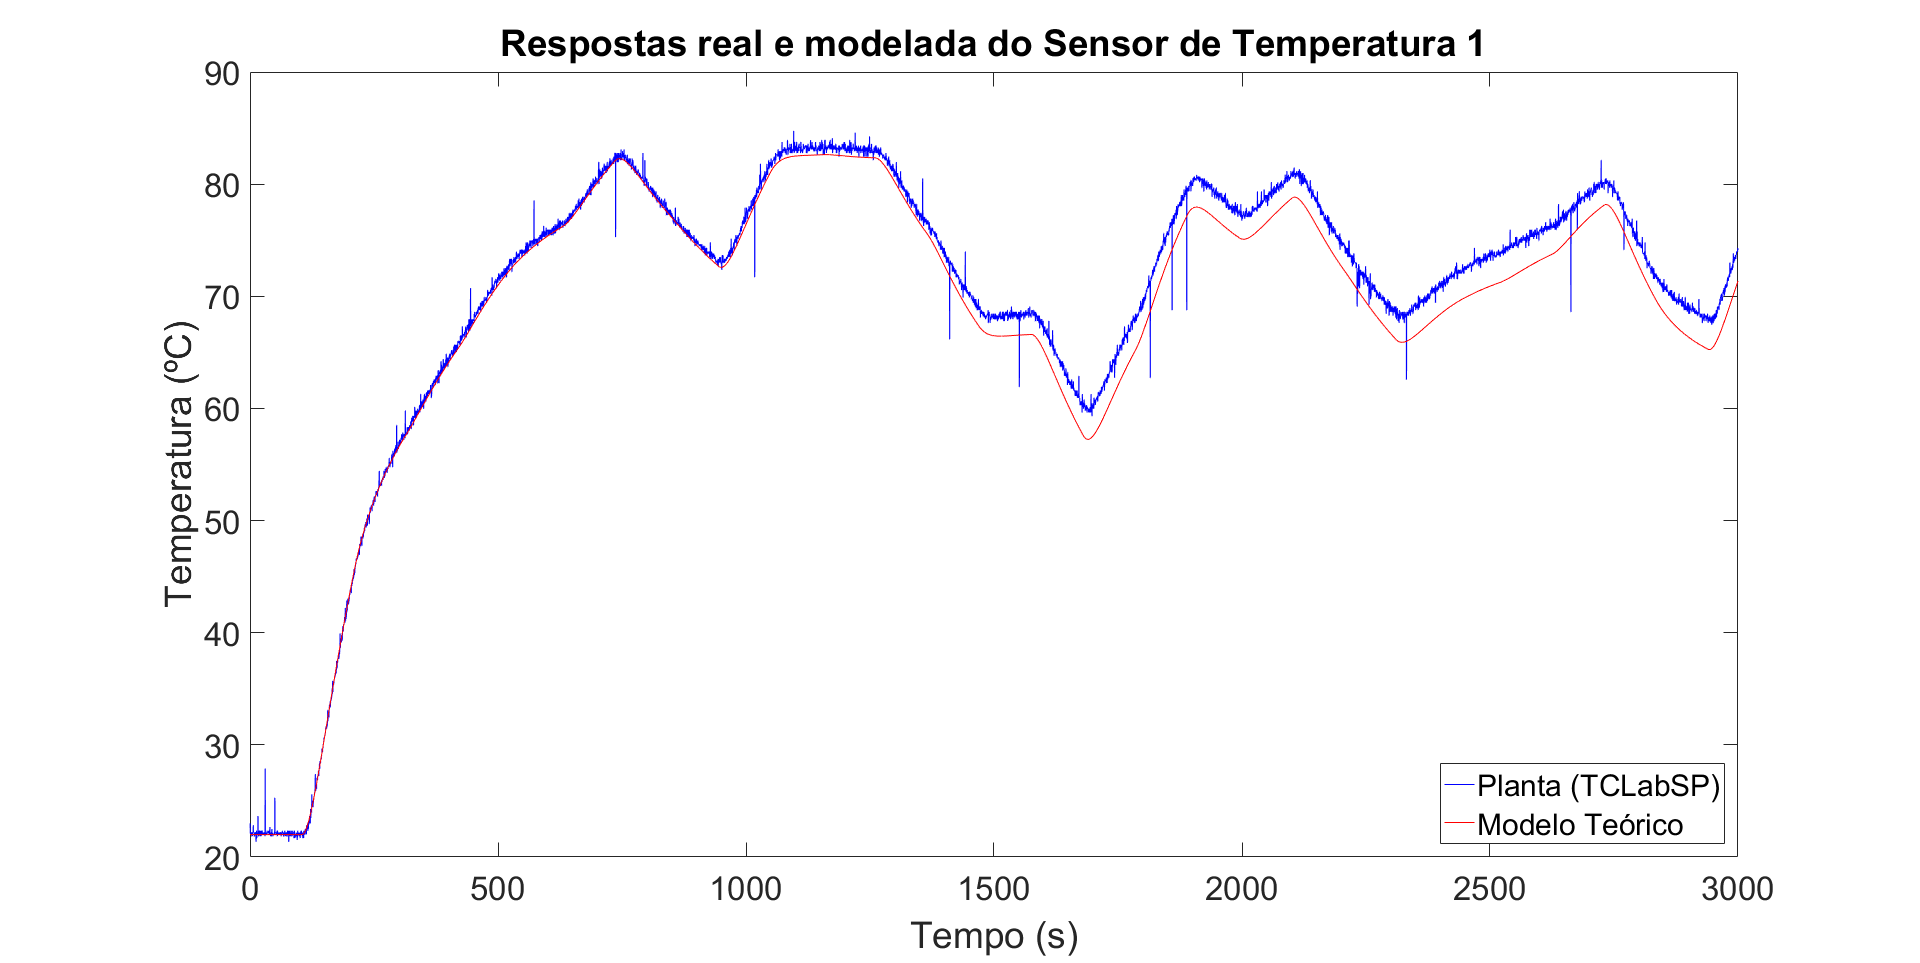 Respostas real e modelada do Sensor de Temperatura 1
Temperatura (ºC)
90
80
70
60
50
40
30
20
0 500 1000 1500 2000 2500 3000
Tempo (s)
Planta (TCLabSP)
Modelo Teórico